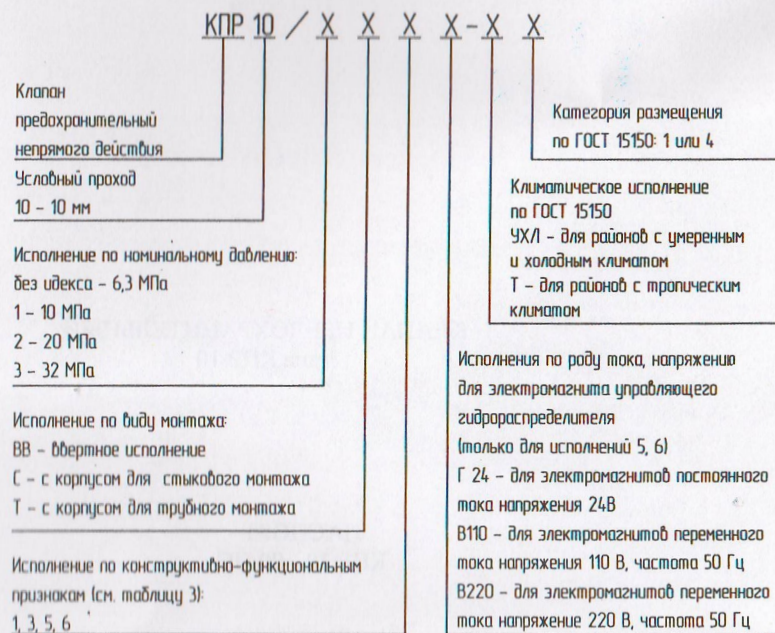 КПР 10 / Х Х Х Х - Х Х
Клапан
предохранительный
непрямого действия
Условный проход
10 - 10 мм
Исполнение по номинальному давлению:
без идекса - 6,3 МПа
1 - 10 МПа
2 - 20 МПа
3 - 32 МПа
Исполнение по виду монтажа:
ВВ - ввертное исполнение
С - с корпусом для стыкового монтажа
Т - с корпусом для трубного монтажа
Исполнение по конструктивно-функциональным
признакам (см. таблицу 3):
1, 3, 5, 6
Категория размещения
по ГОСТ 15150: 1 или 4
Климатическое исполнение
по ГОСТ 15150
УХЛ - для районов с умеренным
и холодным климатом
Т - для районов с тропическим
климатом
Исполнения по роду тока, напряжению
для электромагнита управляющего
гидрораспределителя
(только для исполнений 5, 6)
Г 24 - для электромагнитов постоянного
тока напряжения 24В
В110 - для электромагнитов переменного
тока напряжения 110 В, частота 50 Гц
В220 - для электромагнитов переменного
тока напряжение 220 В, частота 50 Гц